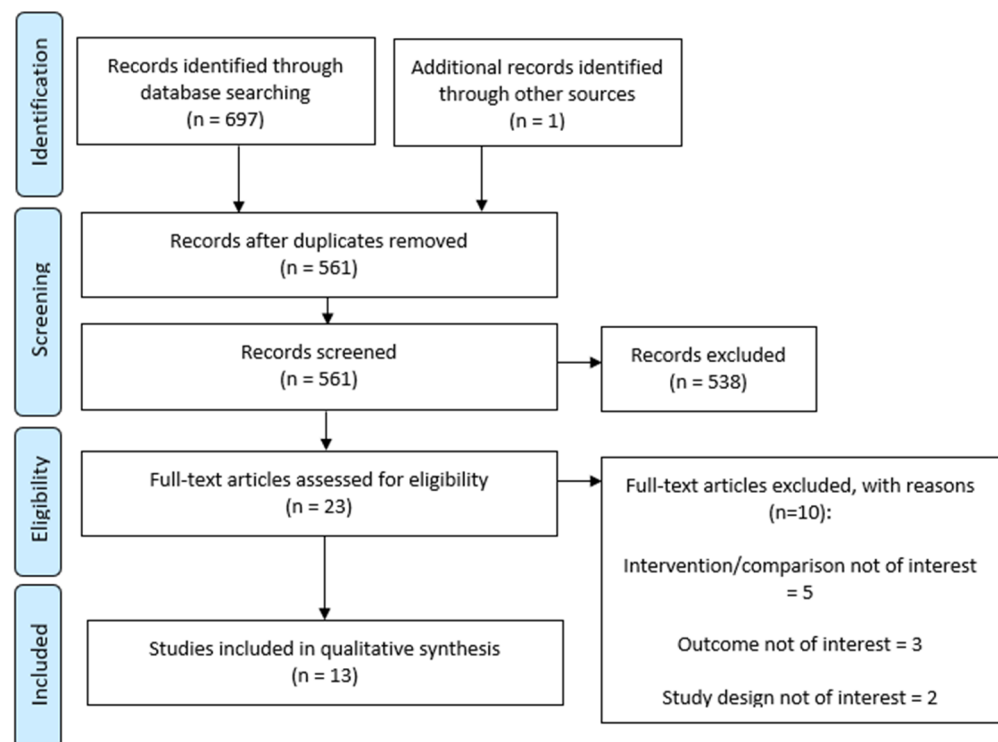 Identification
Records identified through
database searching
(n = 697)
Additional records identified
through other sources
(n = 1)
Screening
Records after duplicates removed
(n = 561)
Records screened
(n = 561)
Records excluded
(n = 538)
Eligibility
Full-text articles assessed for eligibility
(n = 23)
Full-text articles excluded, with reasons
(n=10):
Intervention/comparison not of interest
= 5
Outcome not of interest = 3
Study design not of interest = 2
Included
Studies included in qualitative synthesis
(n = 13)